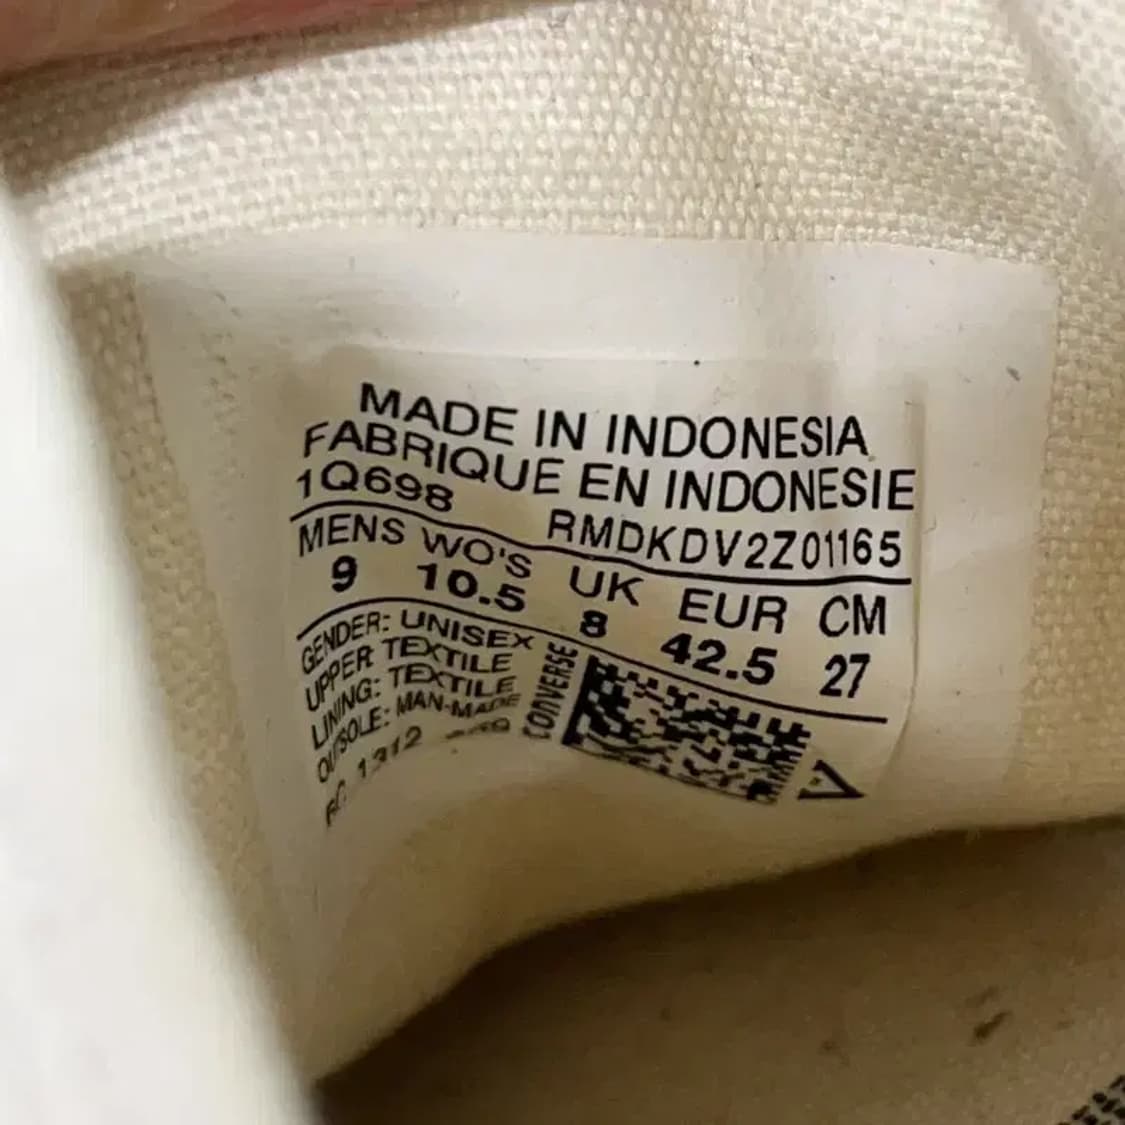 MADE IN INDONESIA
FABRIQUE EN INDONESIE
1Q698 RMDKDV2Z01165
MENS WO'S UK EUR CM
9 10.5 8 42.5 27
GENDER: UNISEX
UPPER TEXTILE
LINING: TEXTILE
OUTSOLE: MAN-MADE
1312
CONVERSE